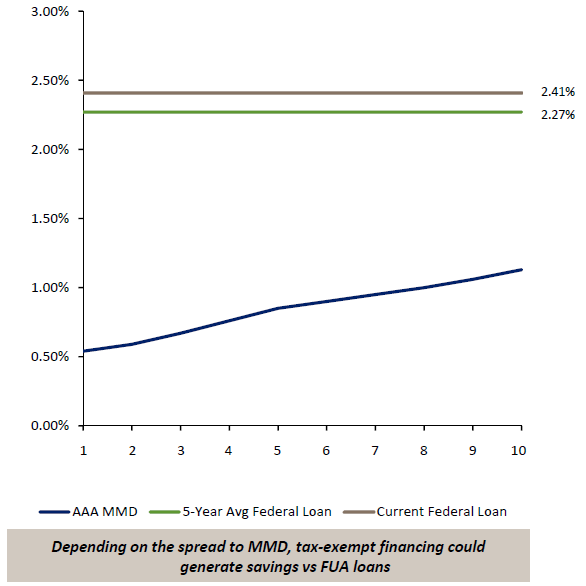 3.00%
2.50%
2.41%
2.27%
2.00%
1.50%
1.00%
0.50%
0.00%
1 2 3 4 5 6 7 8 9 10
AAA MMD 5-Year Avg Federal Loan Current Federal Loan
Depending on the spread to MMD, tax-exempt financing could
generate savings vs FUA loans